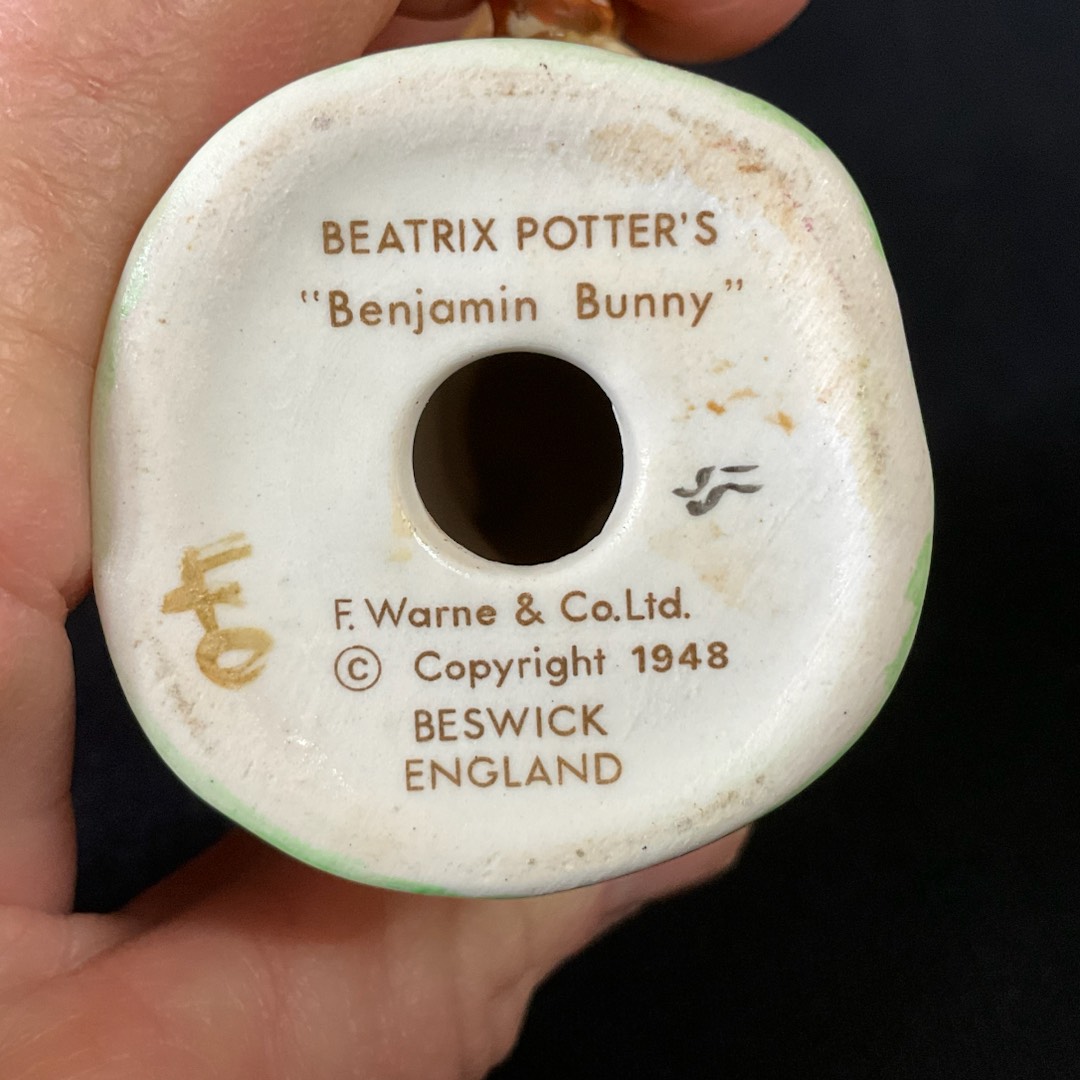 BEATRIX POTTER'S
“Benjamin Bunny”
F. Warne & Co.Ltd.
© Copyright 1948
BESWICK
ENGLAND